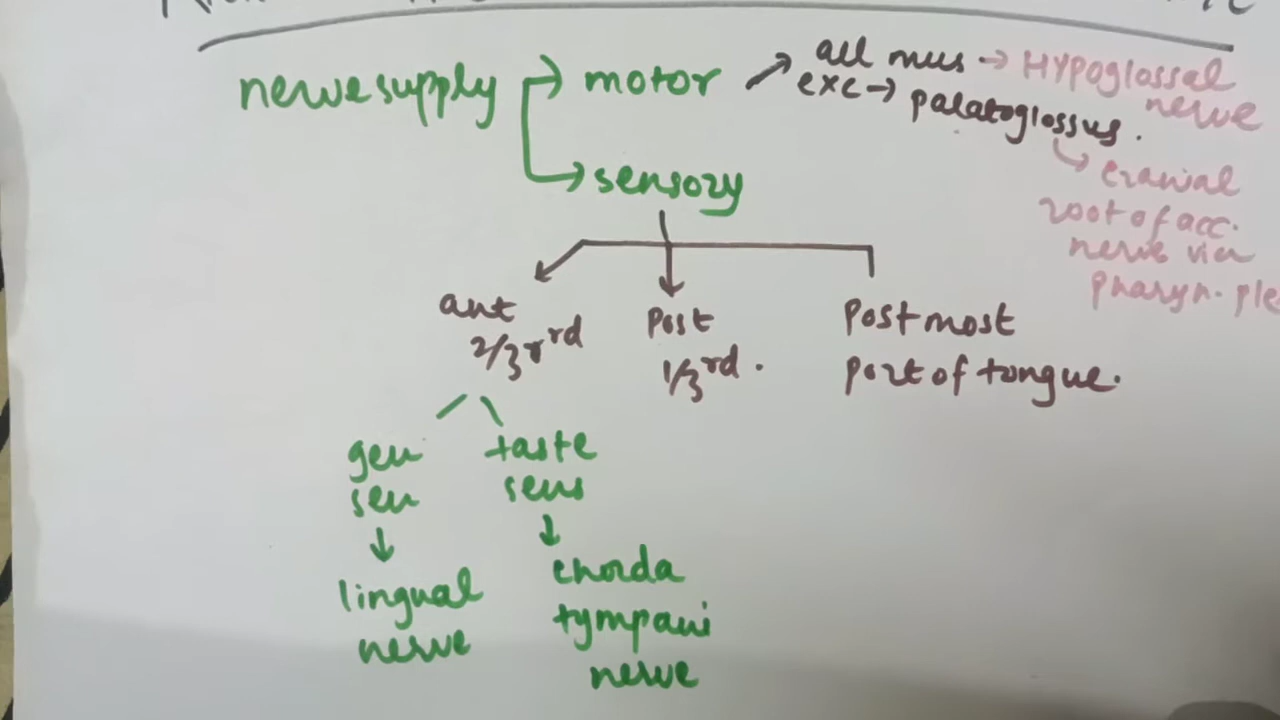 nerve supply → motor → all mus → Hypoglossal nerve
exc → palatoglossus.
→ cranial
root of acc.
nerve via
pharyn. ple
→ sensory
ant
2/3rd
Post
1/3rd.
Post most
part of tongue.
gen
sen
↓
lingual
nerve
taste
sens
↓
chorda
tympani
nerve